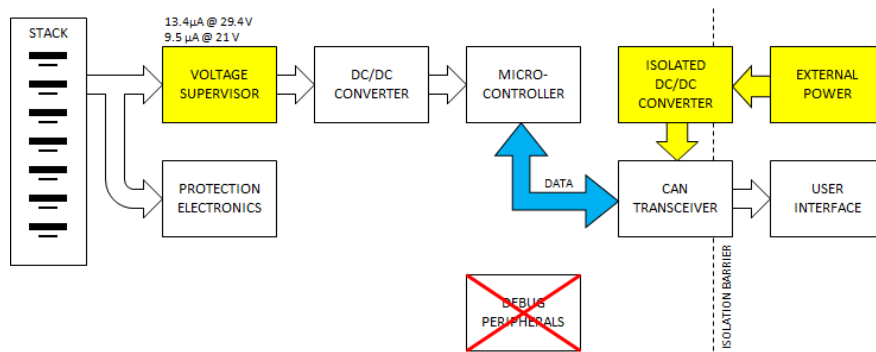 13.4µA @ 29.4 V
9.5 µA @ 21 V
STACK
VOLTAGE
SUPERVISOR
DC/DC
CONVERTER
MICRO-
CONTROLLER
ISOLATED
DC/DC
CONVERTER
EXTERNAL
POWER
PROTECTION
ELECTRONICS
DATA
CAN
TRANSCEIVER
USER
INTERFACE
DEBUG
PERIPHERALS
ISOLATION BARRIER